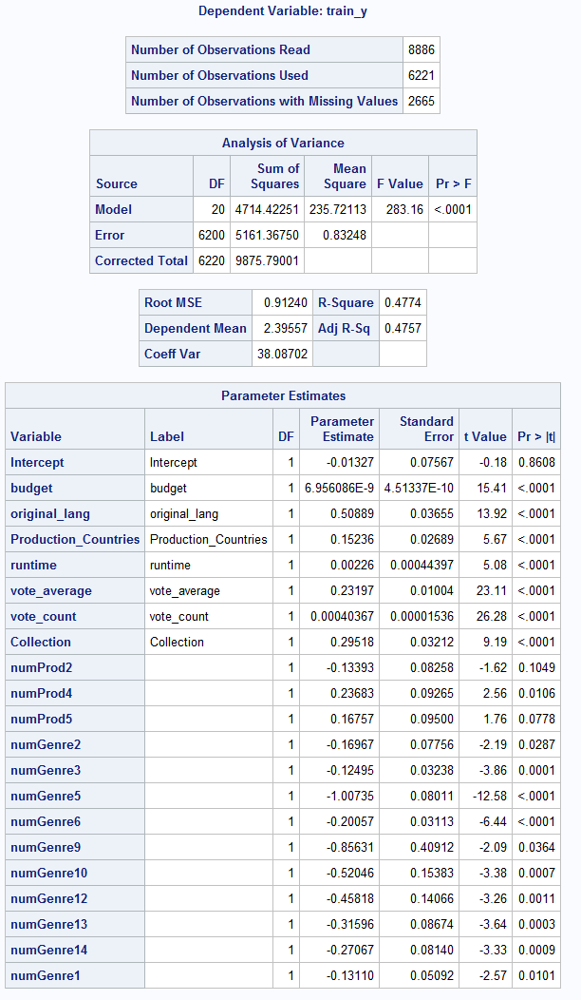 Dependent Variable: train_y
Number of Observations Read 8886
Number of Observations Used 6221
Number of Observations with Missing Values 2665
Analysis of Variance
Source DF Sum of Squares Mean Square F Value Pr > F
Model 20 4714.42251 235.72113 283.16 <.0001
Error 6200 5161.36750 0.83248
Corrected Total 6220 9875.79001
Root MSE 0.91240 R-Square 0.4774
Dependent Mean 2.39557 Adj R-Sq 0.4757
Coeff Var 38.08702
Parameter Estimates
Variable Label DF Parameter Estimate Standard Error t Value Pr > |t|
Intercept Intercept 1 -0.01327 0.07567 -0.18 0.8608
budget budget 1 6.956086E-9 4.51337E-10 15.41 <.0001
original_lang original_lang 1 0.50889 0.03655 13.92 <.0001
Production_Countries Production_Countries 1 0.15236 0.02689 5.67 <.0001
runtime runtime 1 0.00226 0.00044397 5.08 <.0001
vote_average vote_average 1 0.23197 0.01004 23.11 <.0001
vote_count vote_count 1 0.00040367 0.00001536 26.28 <.0001
Collection Collection 1 0.29518 0.03212 9.19 <.0001
numProd2 1 -0.13393 0.08258 -1.62 0.1049
numProd4 1 0.23683 0.09265 2.56 0.0106
numProd5 1 0.16757 0.09500 1.76 0.0778
numGenre2 1 -0.16967 0.07756 -2.19 0.0287
numGenre3 1 -0.12495 0.03238 -3.86 0.0001
numGenre5 1 -1.00735 0.08011 -12.58 <.0001
numGenre6 1 -0.20057 0.03113 -6.44 <.0001
numGenre9 1 -0.85631 0.40912 -2.09 0.0364
numGenre10 1 -0.52046 0.15383 -3.38 0.0007
numGenre12 1 -0.45818 0.14066 -3.26 0.0011
numGenre13 1 -0.31596 0.08674 -3.64 0.0003
numGenre14 1 -0.27067 0.08140 -3.33 0.0009
numGenre1 1 -0.13110 0.05092 -2.57 0.0101